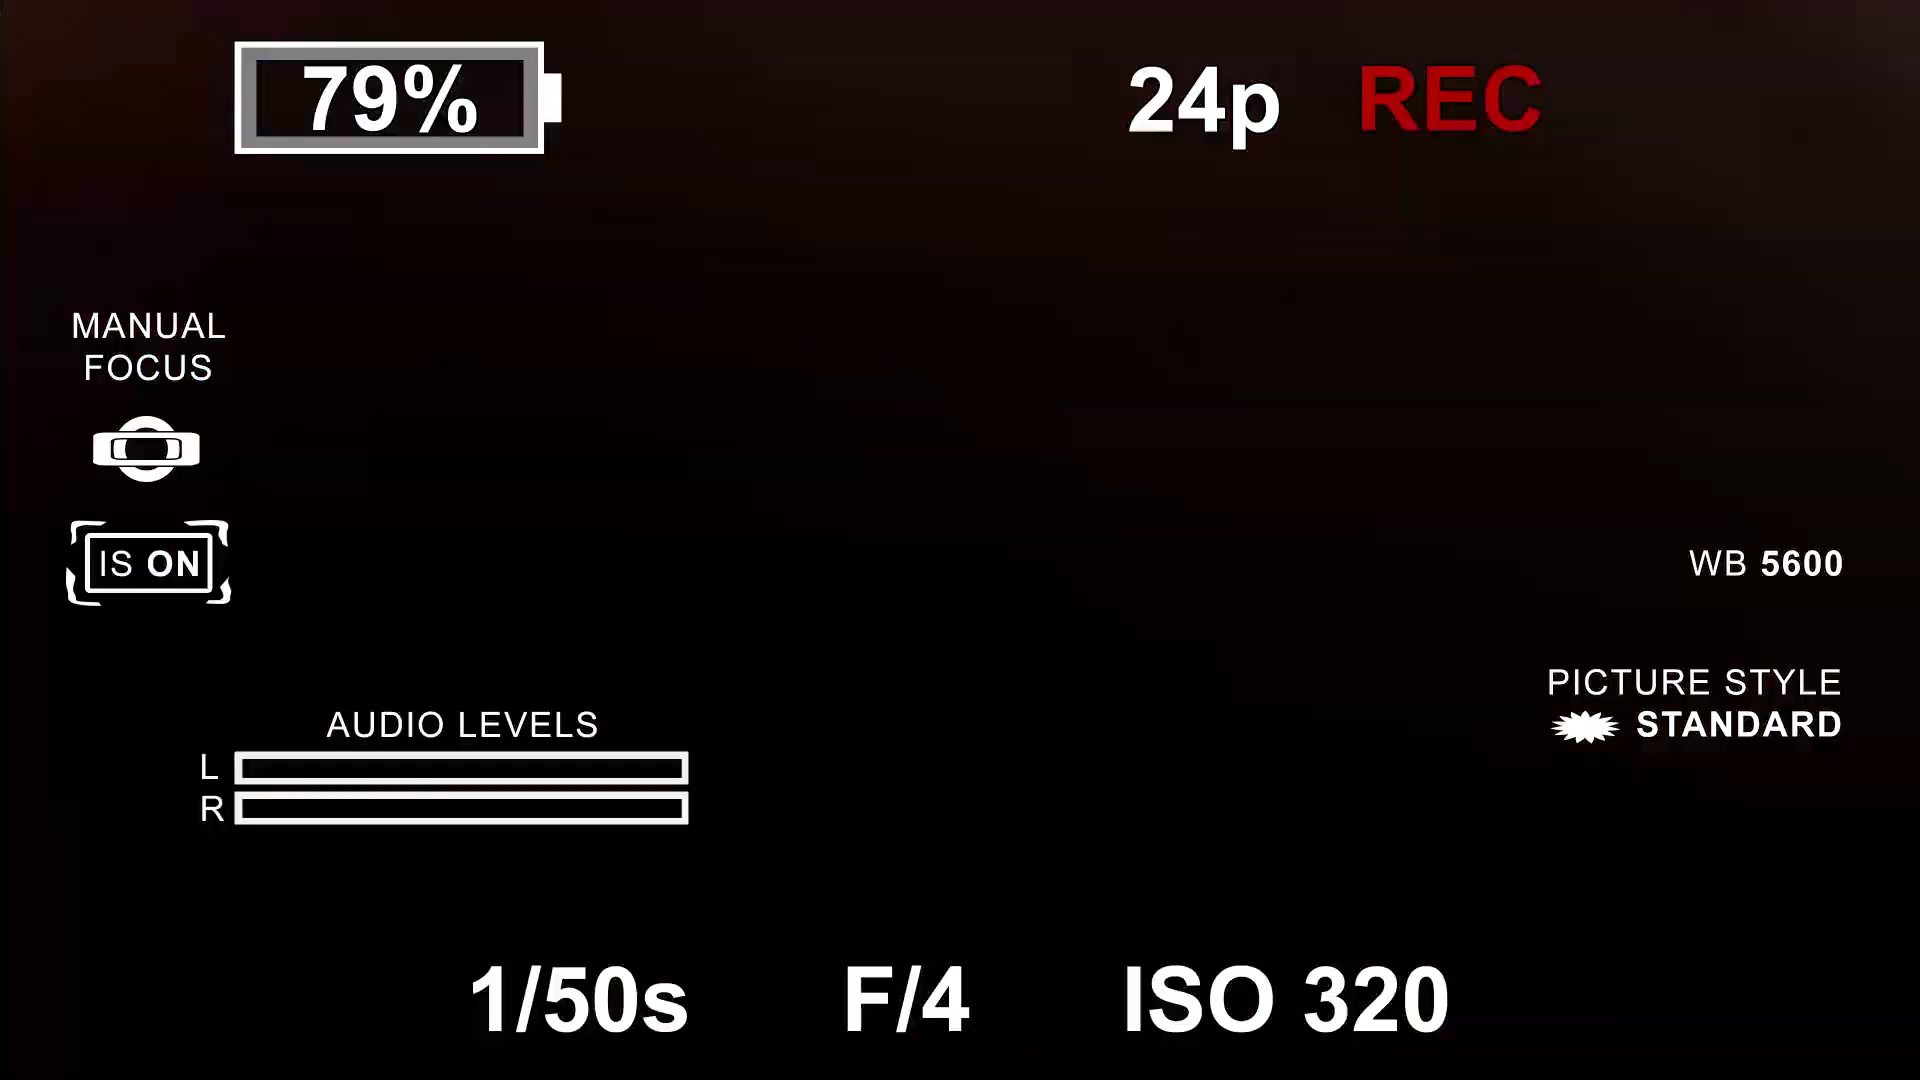 79%
24p REC
MANUAL
FOCUS
IS ON
WB 5600
PICTURE STYLE
STANDARD
AUDIO LEVELS
L
R
1/50s F/4 ISO 320